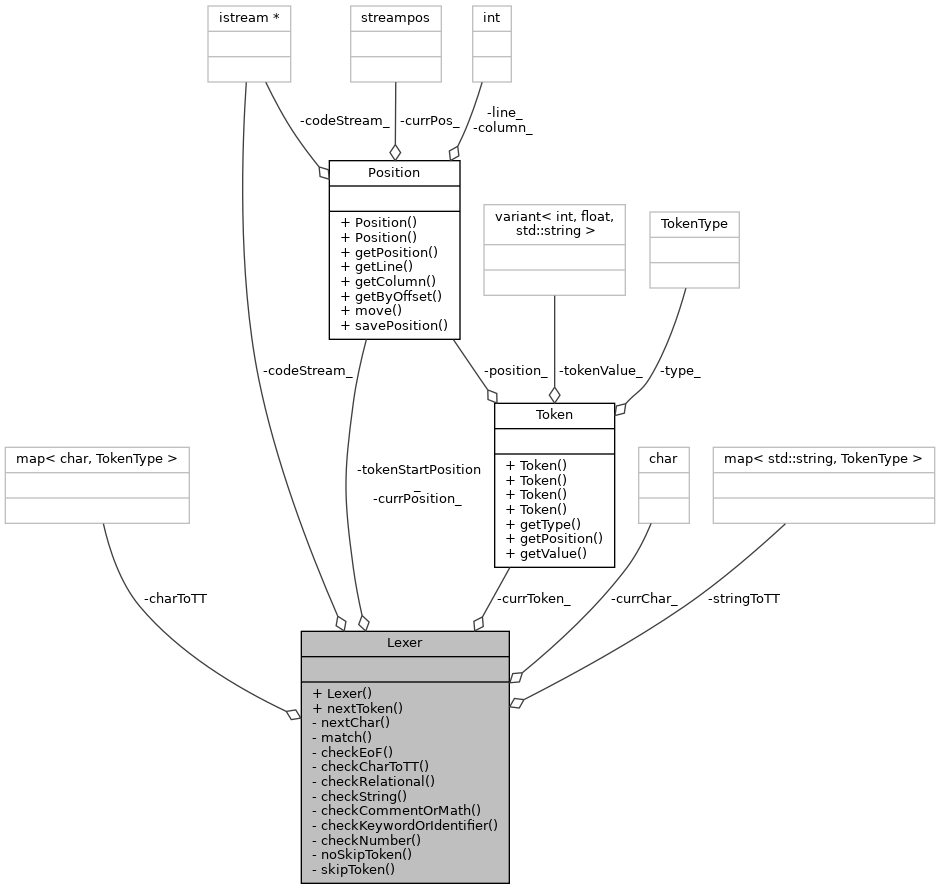 istream *
streampos
int
-codeStream_
-currPos_
-line_
-column_
Position
+ Position()
+ Position()
+ getPosition()
+ getLine()
+ getColumn()
+ getByOffset()
+ move()
+ savePosition()
variant< int, float,
std::string >
TokenType
-codeStream_
-position_
-tokenValue_
-type_
Token
+ Token()
+ Token()
+ Token()
+ Token()
+ getType()
+ getPosition()
+ getValue()
map< char, TokenType >
-tokenStartPosition
_
-currPosition_
char
map< std::string, TokenType >
-charToTT
-currToken_
-currChar_
-stringToTT
Lexer
+ Lexer()
+ nextToken()
- nextChar()
- match()
- checkEoF()
- checkCharToTT()
- checkRelational()
- checkString()
- checkCommentOrMath()
- checkKeywordOrIdentifier()
- checkNumber()
- noSkipToken()
- skipToken()